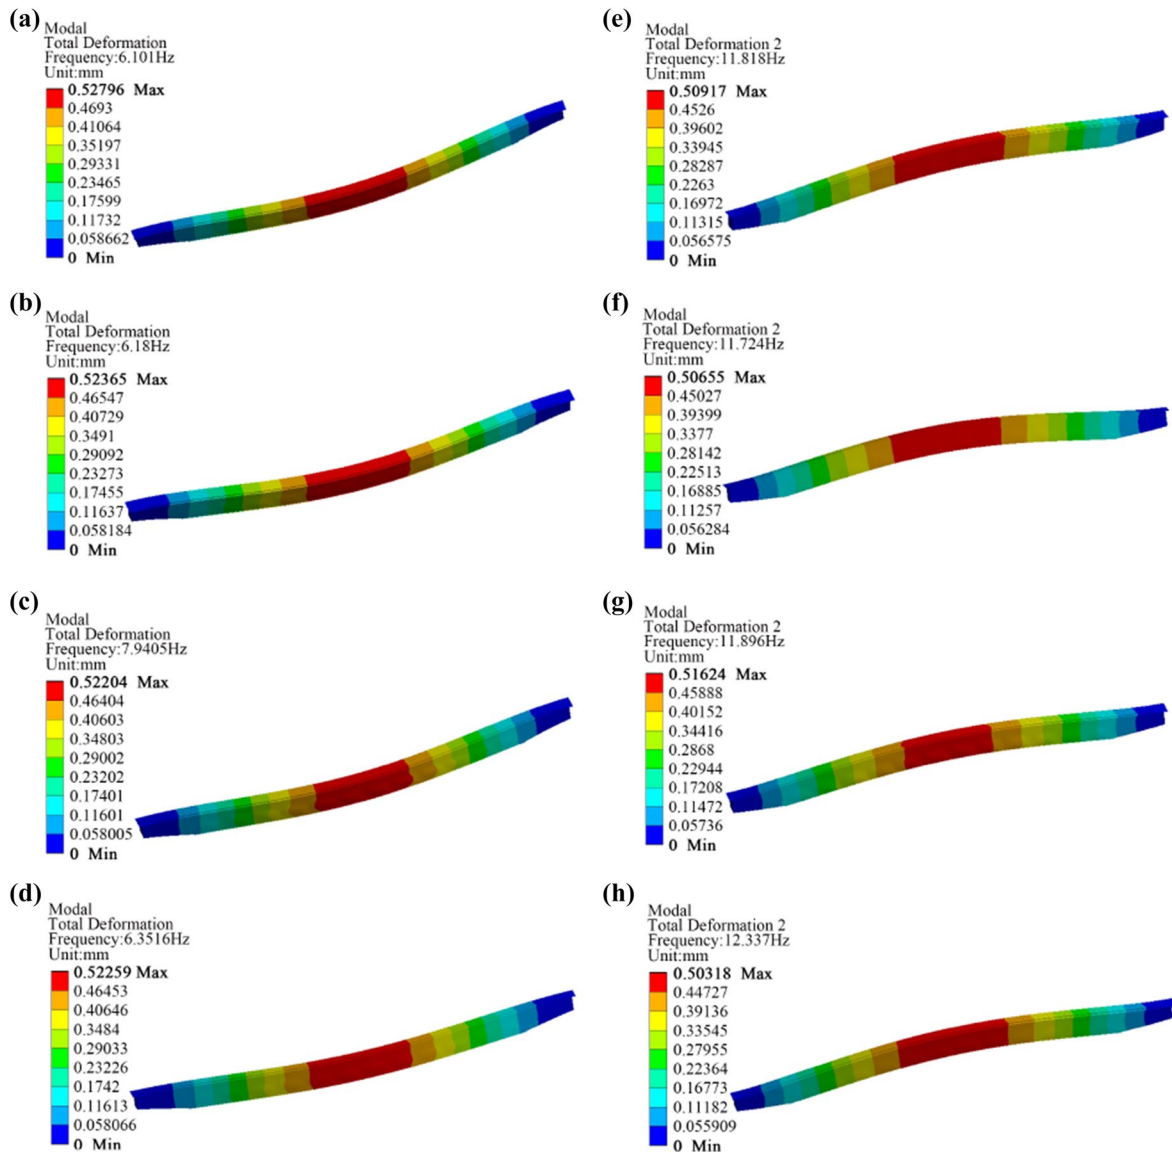 (a)
Modal
Total Deformation
Frequency:6.101Hz
Unit:mm
0.52796 Max
0.4693
0.41064
0.35197
0.29331
0.23465
0.17599
0.11732
0.058662
0 Min
(b)
Modal
Total Deformation
Frequency:6.18Hz
Unit:mm
0.52365 Max
0.46547
0.40729
0.3491
0.29092
0.23273
0.17455
0.11637
0.058184
0 Min
(c)
Modal
Total Deformation
Frequency:7.9405Hz
Unit:mm
0.52204 Max
0.46404
0.40603
0.34803
0.29002
0.23202
0.17401
0.11601
0.058005
0 Min
(d)
Modal
Total Deformation
Frequency:6.3516Hz
Unit:mm
0.52259 Max
0.46453
0.40646
0.3484
0.29033
0.23226
0.1742
0.11613
0.058066
0 Min
(e)
Modal
Total Deformation 2
Frequency:11.818Hz
Unit:mm
0.50917 Max
0.4526
0.39602
0.33945
0.28287
0.2263
0.16972
0.11315
0.056575
0 Min
(f)
Modal
Total Deformation 2
Frequency:11.724Hz
Unit:mm
0.50655 Max
0.45027
0.39399
0.3377
0.28142
0.22513
0.16885
0.11257
0.056284
0 Min
(g)
Modal
Total Deformation 2
Frequency:11.896Hz
Unit:mm
0.51624 Max
0.45888
0.40152
0.34416
0.2868
0.22944
0.17208
0.11472
0.05736
0 Min
(h)
Modal
Total Deformation 2
Frequency:12.337Hz
Unit:mm
0.50318 Max
0.44727
0.39136
0.33545
0.27955
0.22364
0.16773
0.11182
0.055909
0 Min